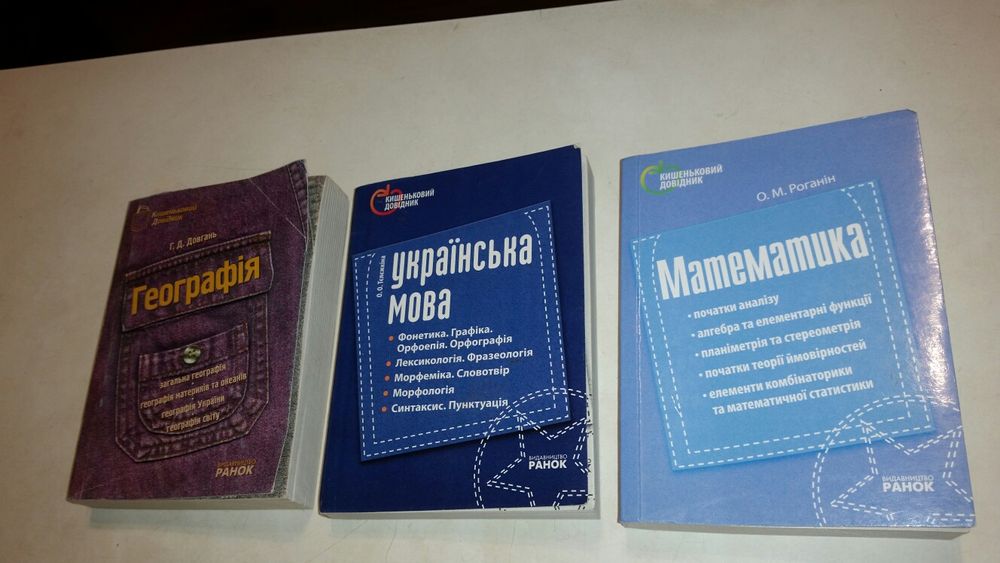 Кишеньковий
Довідник
Г. Д. Довгань
Географія
загальна географія
географія материків та океанів
географія України
географія світу
ВИДАВНИЦТВО
РАНОК
КИШЕНЬКОВИЙ
ДОВІДНИК
українська
мова
• Фонетика. Графіка.
Орфоепія. Орфографія
• Лексикологія. Фразеологія
• Морфеміка. Словотвір
• Морфологія
• Синтаксис. Пунктуація
ВИДАВНИЦТВО
РАНОК
КИШЕНЬКОВИЙ
ДОВІДНИК
О. М. Роганін
Математика
• початки аналізу
• алгебра та елементарні функції
• планіметрія та стереометрія
• початки теорії ймовірностей
• елементи комбінаторики
та математичної статистики
ВИДАВНИЦТВО
РАНОК